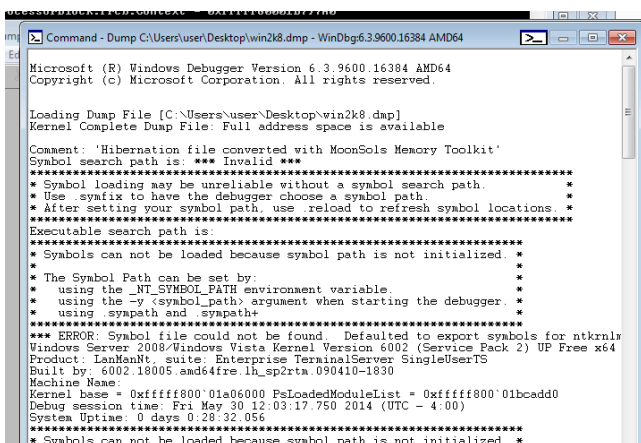 Command - Dump C:\Users\user\Desktop\win2k8.dmp - WinDbg:6.3.9600.16384 AMD64
Microsoft (R) Windows Debugger Version 6.3.9600.16384 AMD64
Copyright (c) Microsoft Corporation. All rights reserved.
Loading Dump File [C:\Users\user\Desktop\win2k8.dmp]
Kernel Complete Dump File: Full address space is available
Comment: 'Hibernation file converted with MoonSols Memory Toolkit'
Symbol search path is: *** Invalid ***
****************************************************************************
* Symbol loading may be unreliable without a symbol search path.           *
* Use .symfix to have the debugger choose a symbol path.                   *
* After setting your symbol path, use .reload to refresh symbol locations. *
****************************************************************************
Executable search path is:
*********************************************************************
* Symbols can not be loaded because symbol path is not initialized. *
*                                                                   *
* The Symbol Path can be set by:                                    *
*   using the _NT_SYMBOL_PATH environment variable.                 *
*   using the -y <symbol_path> argument when starting the debugger. *
*   using .sympath and .sympath+                                    *
*********************************************************************
*** ERROR: Symbol file could not be found.  Defaulted to export symbols for ntkrnlm
Windows Server 2008/Windows Vista Kernel Version 6002 (Service Pack 2) UP Free x64
Product: LanManNt, suite: Enterprise TerminalServer SingleUserTS
Built by: 6002.18005.amd64fre.lh_sp2rtm.090410-1830
Machine Name:
Kernel base = 0xfffff800`01a06000 PsLoadedModuleList = 0xfffff800`01bcadd0
Debug session time: Fri May 30 12:03:17.750 2014 (UTC - 4:00)
System Uptime: 0 days 0:28:32.056
*********************************************************************
* Symbols can not be loaded because symbol path is not initialized. *